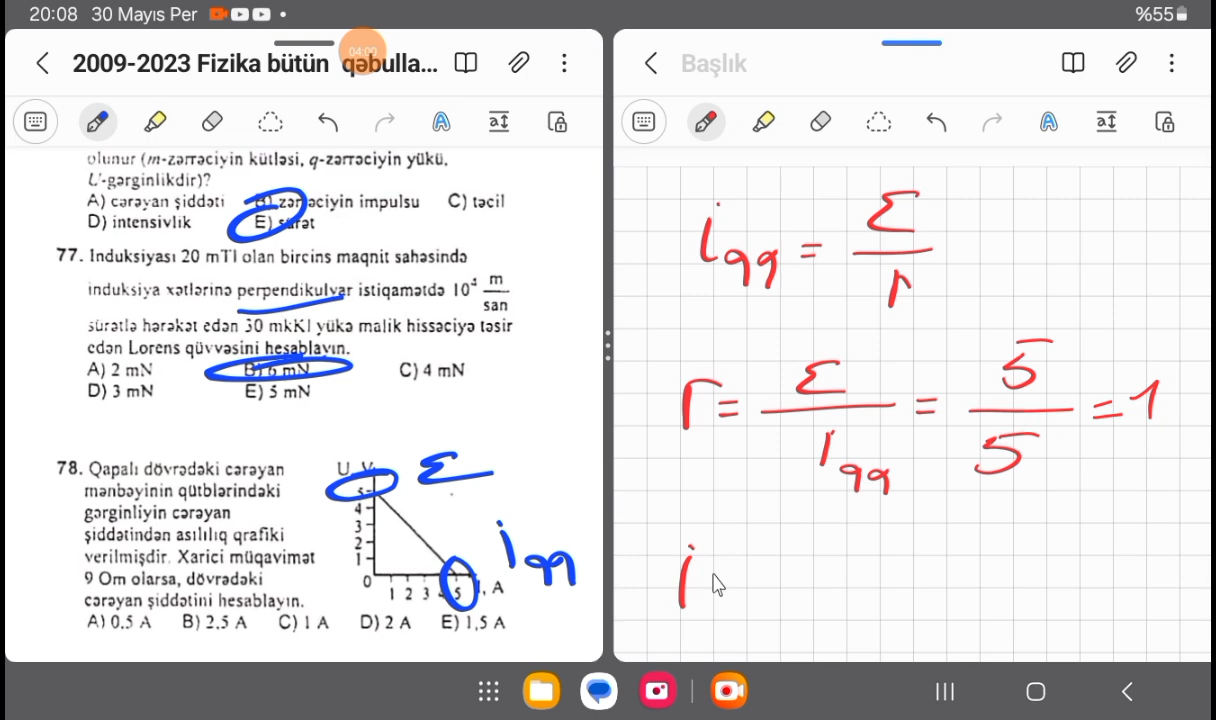 20:08 30 Mayıs Per %55
04:00
2009-2023 Fizika bütün qəbulla...
Başlık
olunur (m-zərrəciyin kütləsi, q-zərrəciyin yükü,
U-gərginlikdir)?
A) cərəyan şiddəti B) zərrəciyin impulsu C) təcil
D) intensivlik E) sürət
77. Induksiyası 20 mTl olan bircins maqnit sahəsində
induksiya xətlərinə perpendikulyar istiqamətdə 10⁴ m/san
sürətlə hərəkət edən 30 mkKl yükə malik hissəciyə təsir
edən Lorens qüvvəsini hesablayın.
A) 2 mN B) 6 mN C) 4 mN
D) 3 mN E) 5 mN
78. Qapalı dövrədəki cərəyan
mənbəyinin qütblərindəki
gərginliyin cərəyan
şiddətindən asılılıq qrafiki
verilmişdir. Xarici müqavimət
9 Om olarsa, dövrədəki
cərəyan şiddətini hesablayın.
A) 0,5 A B) 2,5 A C) 1 A D) 2 A E) 1,5 A
U, V
5
4
3
2
1
0
1 2 3 4 5 I, A
Ɛ
i qq
i qq = Ɛ / r
r = Ɛ / i qq = 5 / 5 = 1
i